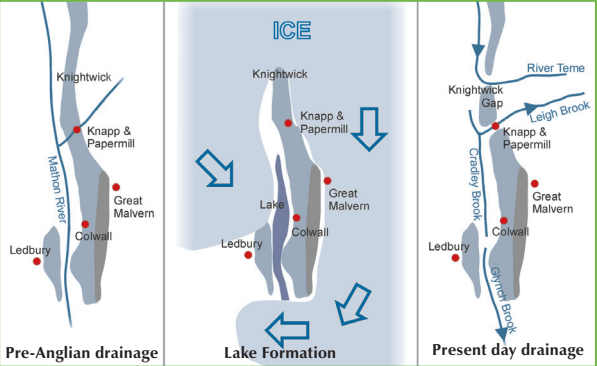 Knightwick
Knapp &
Papermill
Mathon River
Great
Malvern
Colwall
Ledbury
Pre-Anglian drainage
ICE
Knightwick
Knapp &
Papermill
Great
Malvern
Lake
Colwall
Ledbury
Lake Formation
River Teme
Knightwick
Gap
Leigh Brook
Knapp &
Papermill
Cradley Brook
Great
Malvern
Colwall
Ledbury
Glynch Brook
Present day drainage